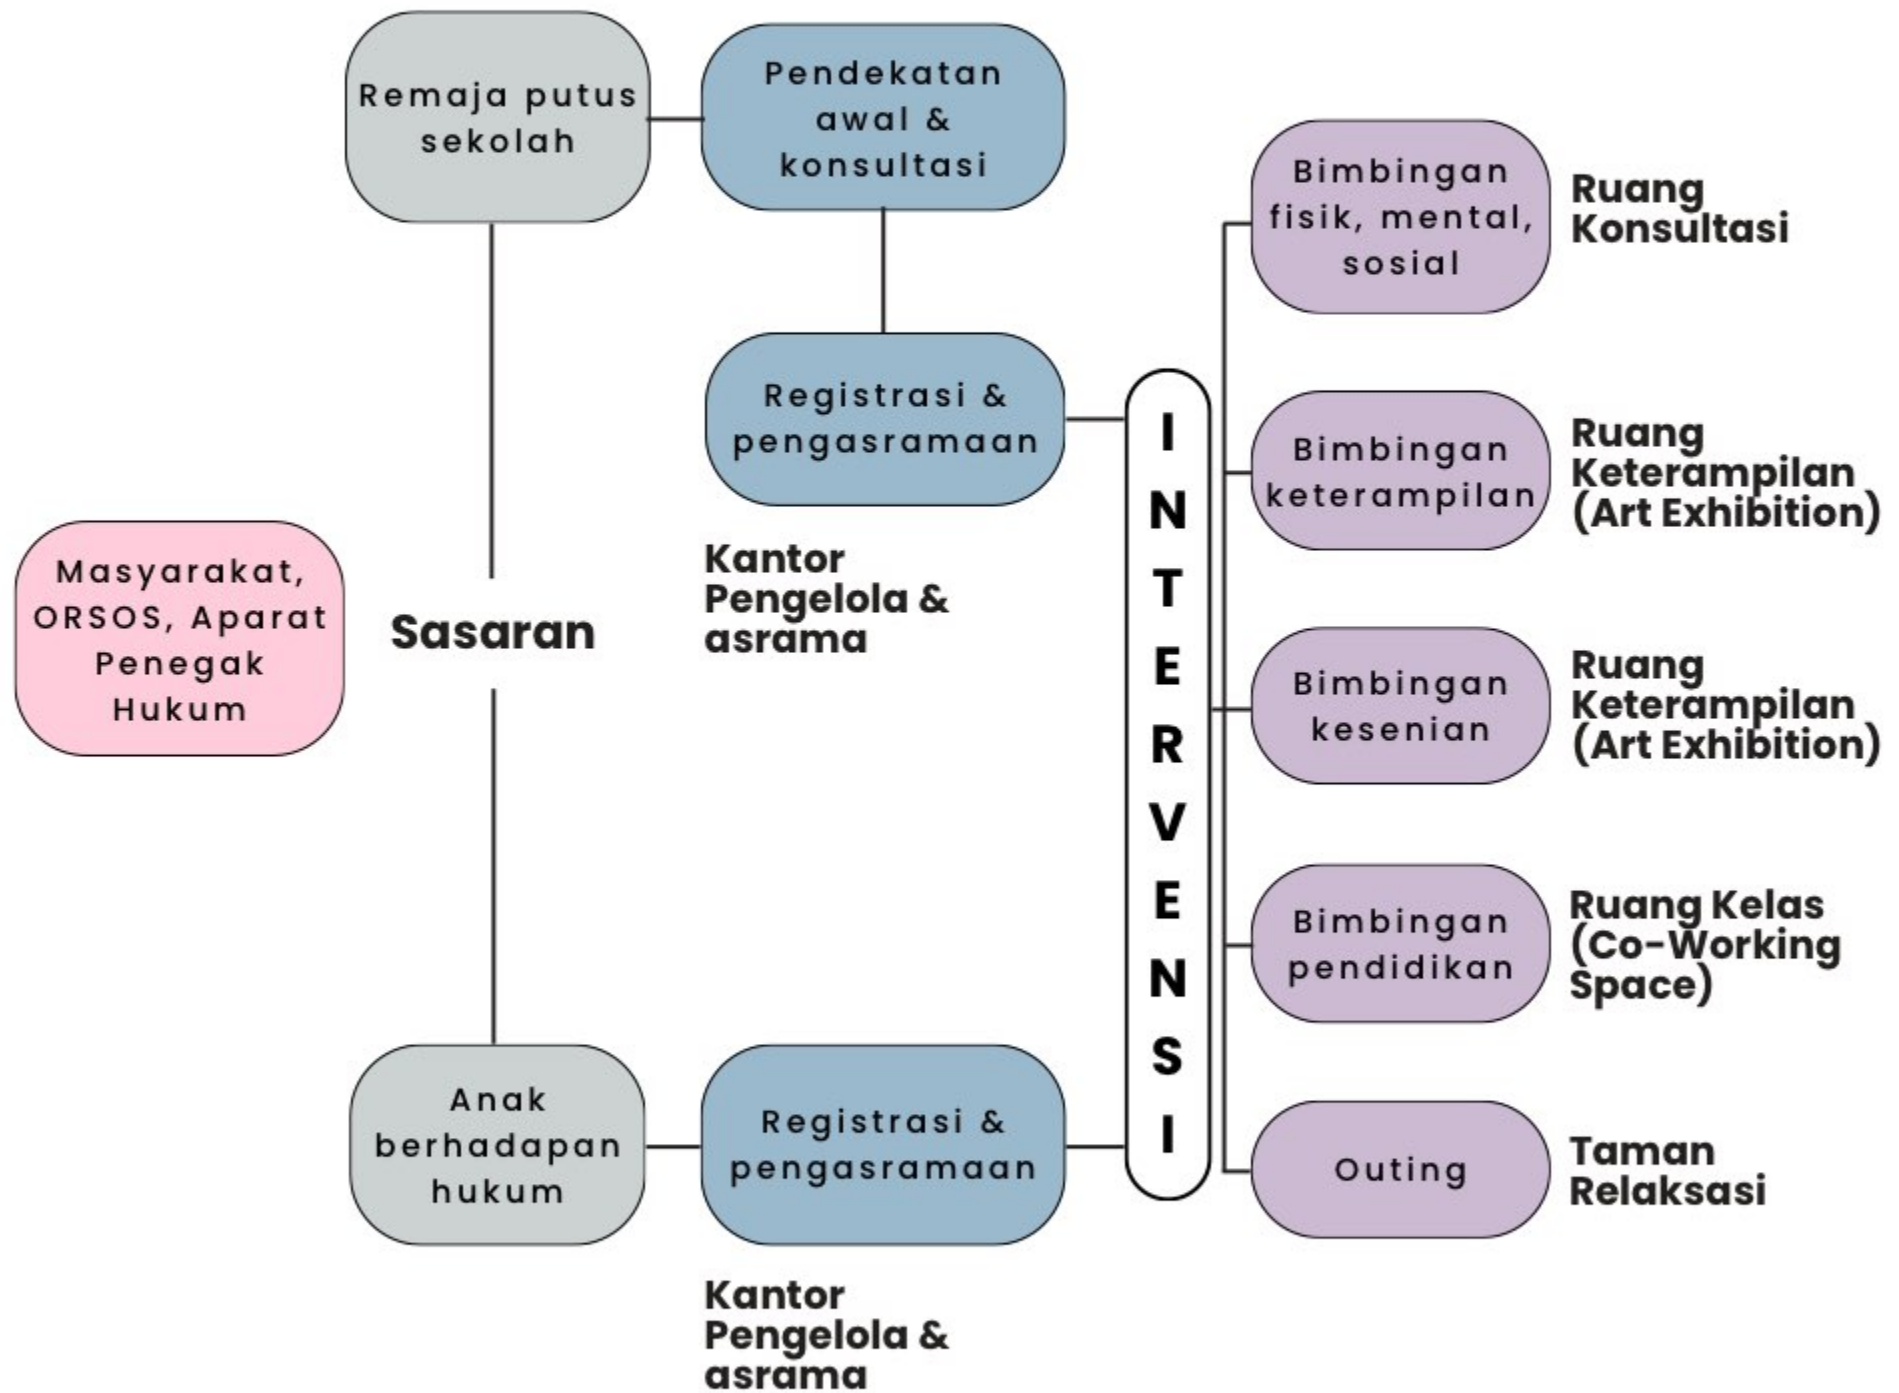 Remaja putus
sekolah
Pendekatan
awal &
konsultasi
Registrasi &
pengasramaan
Kantor
Pengelola &
asrama
Masyarakat,
ORSOS, Aparat
Penegak
Hukum
Sasaran
Anak
berhadapan
hukum
Registrasi &
pengasramaan
Kantor
Pengelola &
asrama
I
N
T
E
R
V
E
N
S
I
Bimbingan
fisik, mental,
sosial
Ruang
Konsultasi
Bimbingan
keterampilan
Ruang
Keterampilan
(Art Exhibition)
Bimbingan
kesenian
Ruang
Keterampilan
(Art Exhibition)
Bimbingan
pendidikan
Ruang Kelas
(Co-Working
Space)
Outing
Taman
Relaksasi